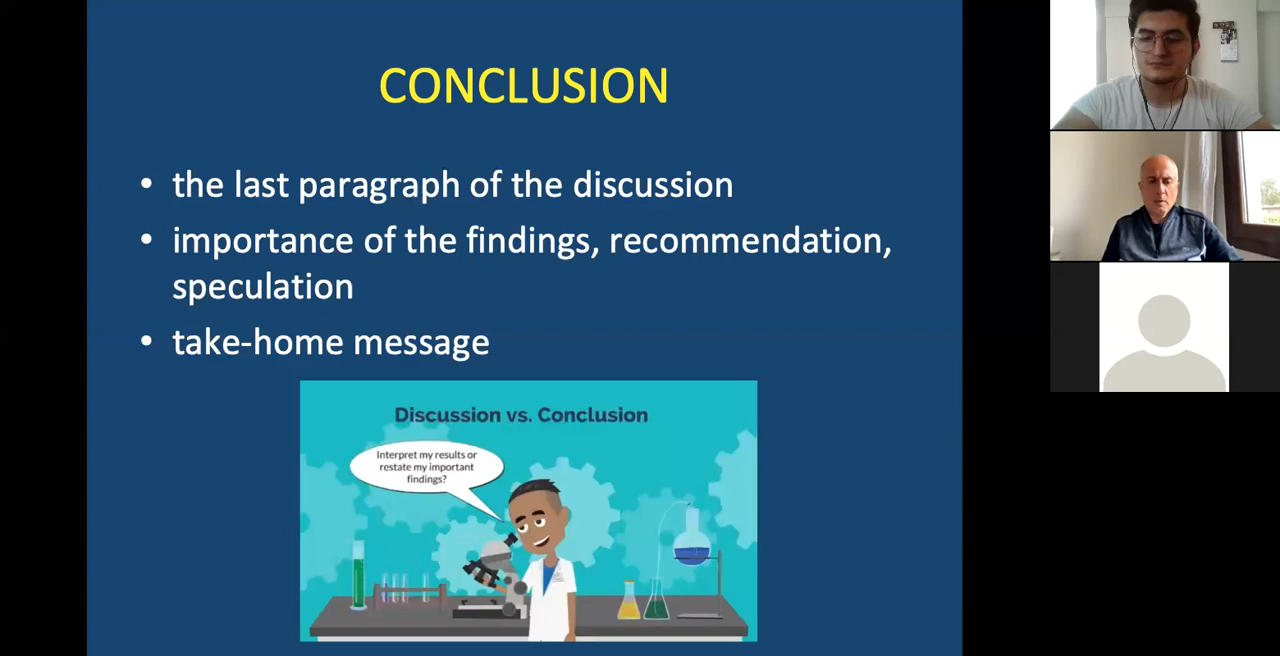 CONCLUSION
• the last paragraph of the discussion
• importance of the findings, recommendation,
speculation
• take-home message
Discussion vs. Conclusion
Interpret my results or
restate my important
findings?